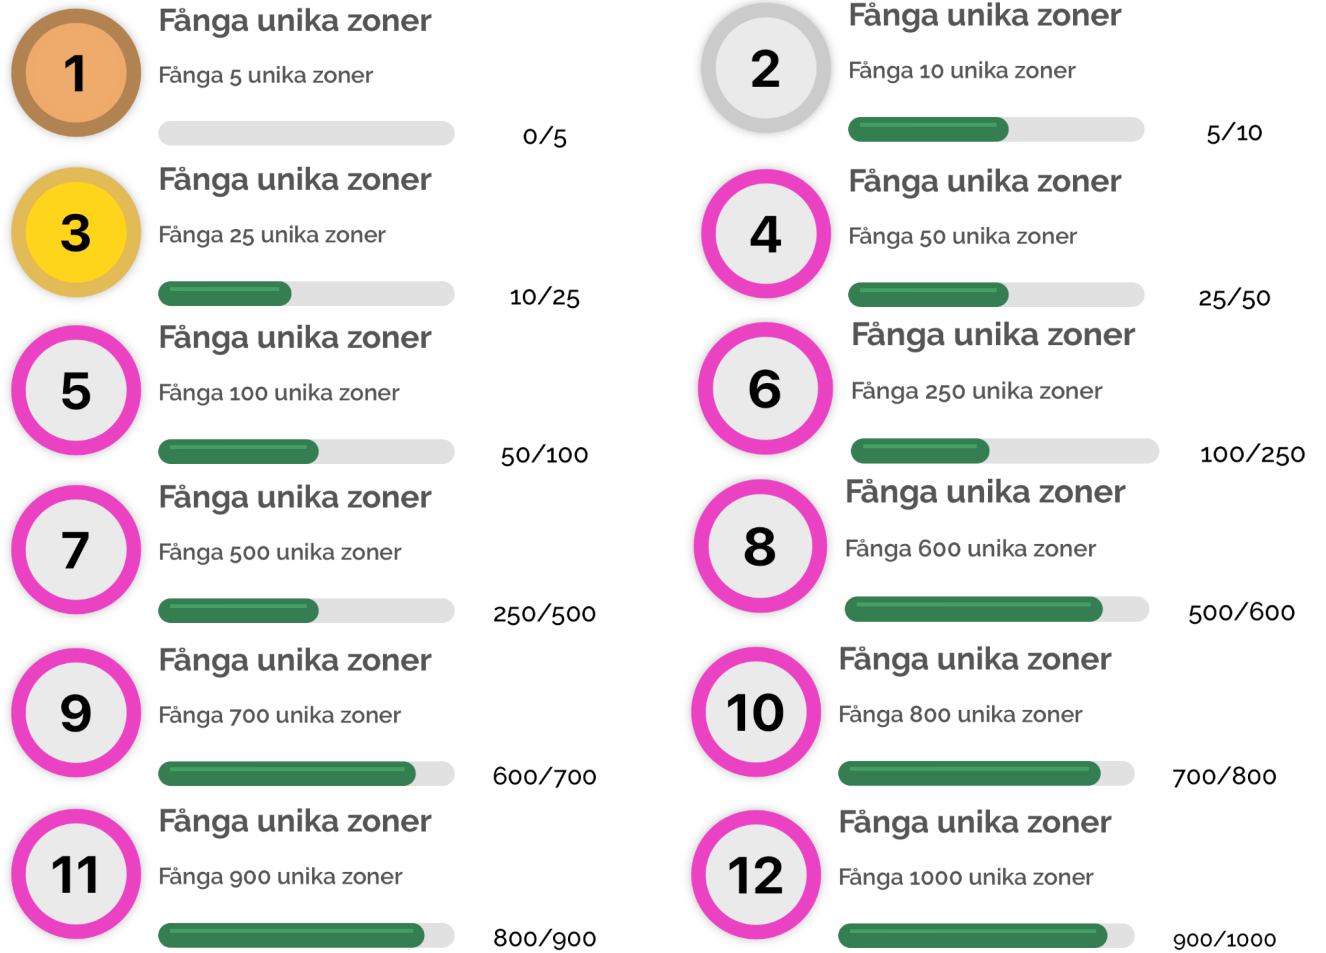 1
Fånga unika zoner
Fånga 5 unika zoner
0/5
2
Fånga unika zoner
Fånga 10 unika zoner
5/10
3
Fånga unika zoner
Fånga 25 unika zoner
10/25
4
Fånga unika zoner
Fånga 50 unika zoner
25/50
5
Fånga unika zoner
Fånga 100 unika zoner
50/100
6
Fånga unika zoner
Fånga 250 unika zoner
100/250
7
Fånga unika zoner
Fånga 500 unika zoner
250/500
8
Fånga unika zoner
Fånga 600 unika zoner
500/600
9
Fånga unika zoner
Fånga 700 unika zoner
600/700
10
Fånga unika zoner
Fånga 800 unika zoner
700/800
11
Fånga unika zoner
Fånga 900 unika zoner
800/900
12
Fånga unika zoner
Fånga 1000 unika zoner
900/1000